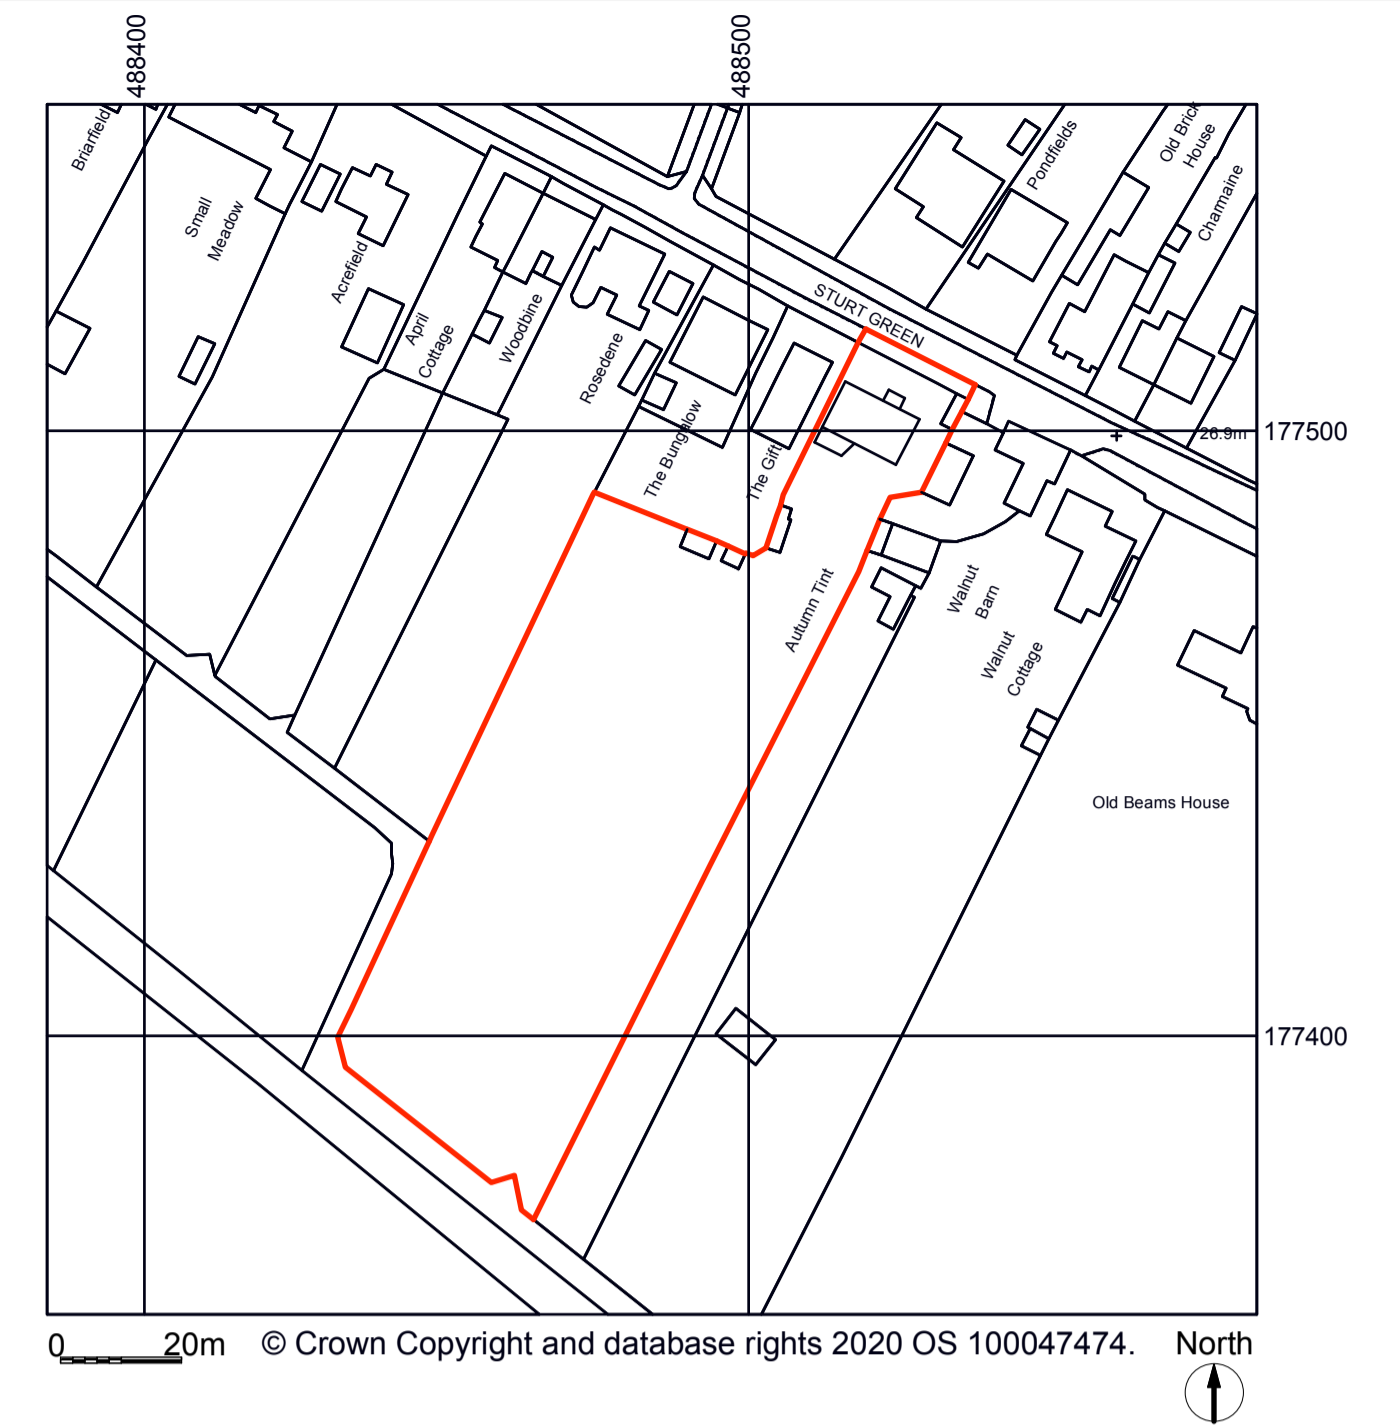 488400
488500
Briarfield
Small
Meadow
Acrefield
April
Cottage
Woodbine
Rosedene
The Bungalow
The Gift
STURT GREEN
Pondfields
Old Brick
House
Charmaine
26.9m
177500
Autumn Tint
Walnut
Barn
Walnut
Cottage
Old Beams House
177400
0 20m © Crown Copyright and database rights 2020 OS 100047474. North